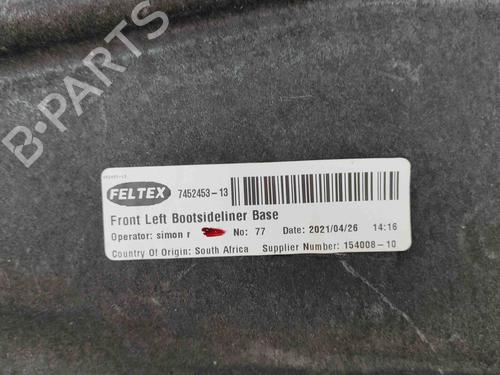 B-PARTS
FELTEX 7452453-13
Front Left Bootsideliner Base
Operator: simon r No: 77 Date: 2021/04/26 14:16
Country Of Origin: South Africa Supplier Number: 154008-10